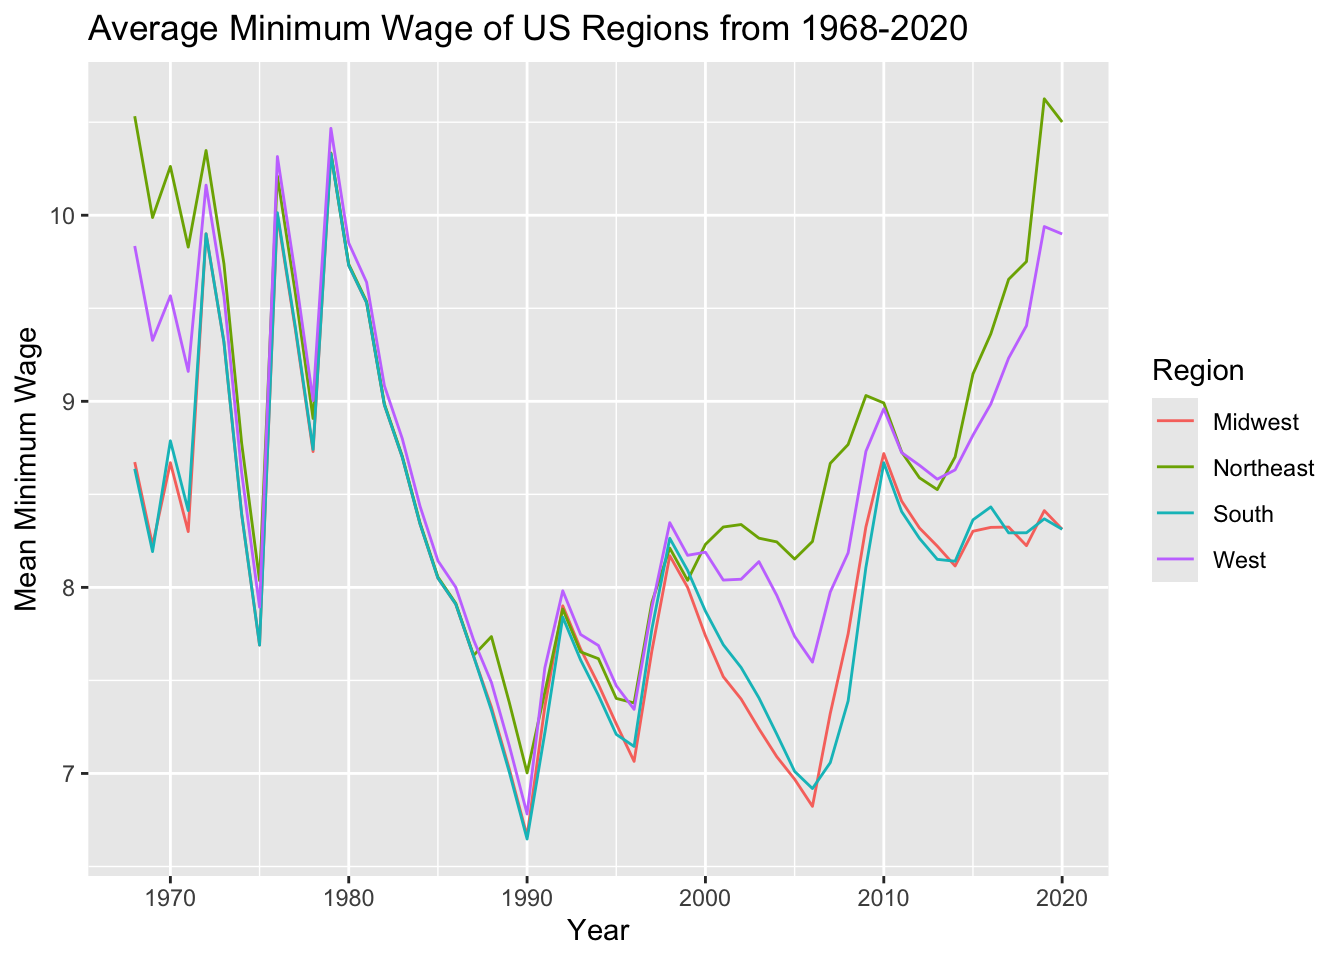 Average Minimum Wage of US Regions from 1968-2020
Mean Minimum Wage
10
9
8
7
1970
1980
1990
2000
2010
2020
Year
Region
Midwest
Northeast
South
West